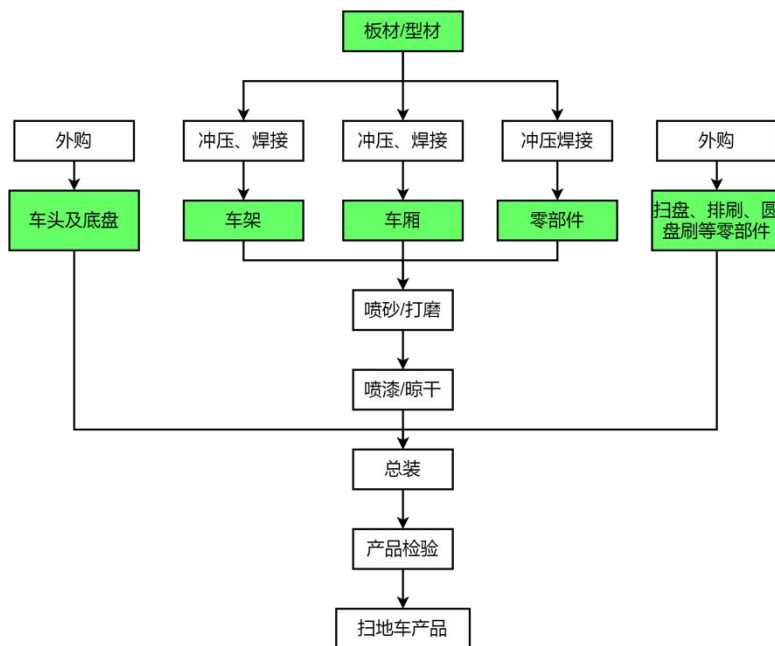 板材/型材
外购
冲压、焊接
冲压、焊接
冲压焊接
外购
车头及底盘
车架
车厢
零部件
扫盘、排刷、圆
盘刷等零部件
喷砂/打磨
喷漆/晾干
总装
产品检验
扫地车产品